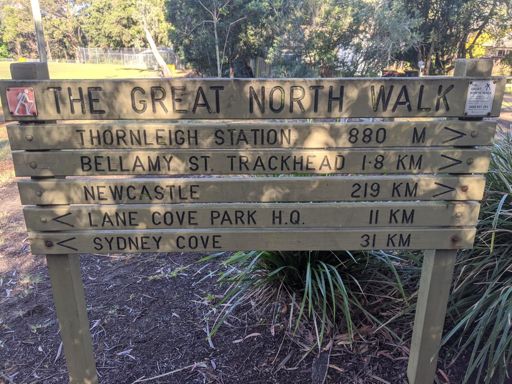 THE GREAT NORTH WALK
THORNLEIGH STATION 880 M >
BELLAMY ST TRACKHEAD 1·8 KM >
NEWCASTLE 219 KM >
< LANE COVE PARK H.Q. 11 KM
< SYDNEY COVE 31 KM